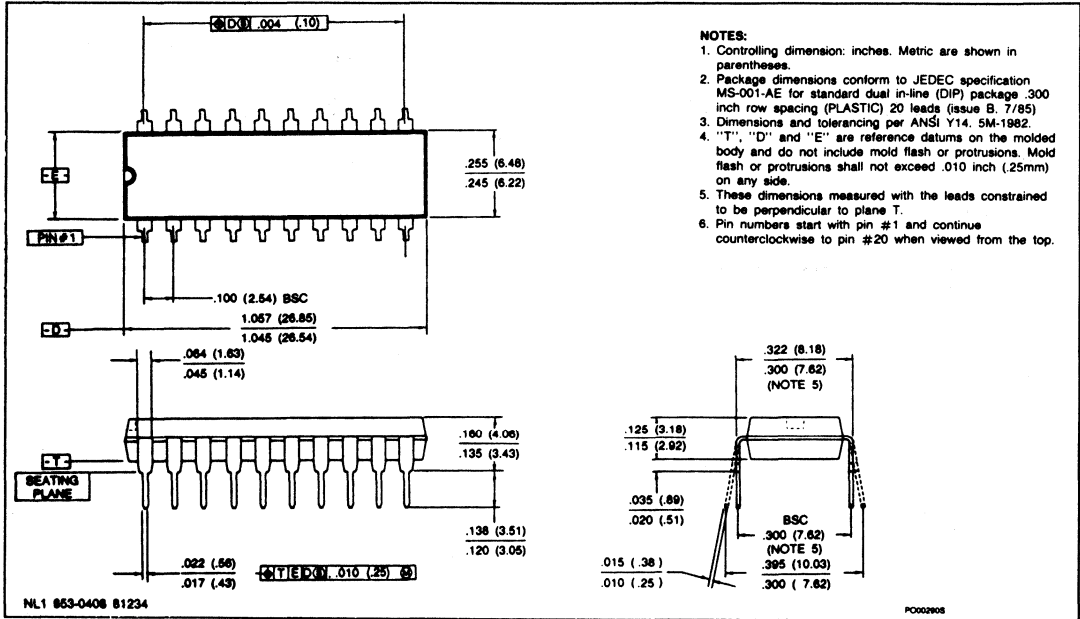 D Ⓢ .004 (.10)
NOTES:
1. Controlling dimension: inches. Metric are shown in
parentheses.
2. Package dimensions conform to JEDEC specification
MS-001-AE for standard dual in-line (DIP) package .300
inch row spacing (PLASTIC) 20 leads (issue B. 7/85)
3. Dimensions and tolerancing per ANSI Y14. 5M-1982.
4. "T", "D" and "E" are reference datums on the molded
body and do not include mold flash or protrusions. Mold
flash or protrusions shall not exceed .010 inch (.25mm)
on any side.
5. These dimensions measured with the leads constrained
to be perpendicular to plane T.
6. Pin numbers start with pin #1 and continue
counterclockwise to pin #20 when viewed from the top.
-E-
.255 (6.48)
.245 (6.22)
PIN#1
.100 (2.54) BSC
-D-
1.057 (26.85)
1.045 (26.54)
.064 (1.63)
.045 (1.14)
.160 (4.06)
.135 (3.43)
-T-
SEATING
PLANE
.138 (3.51)
.120 (3.05)
.022 (.56)
.017 (.43)
T E D Ⓢ .010 (.25) Ⓜ
.322 (8.18)
.300 (7.62)
(NOTE 5)
.125 (3.18)
.115 (2.92)
.035 (.89)
.020 (.51)
BSC
.300 (7.62)
(NOTE 5)
.395 (10.03)
.300 ( 7.62)
.015 (.38)
.010 (.25)
NL1 853-0408 81234
PO00290S